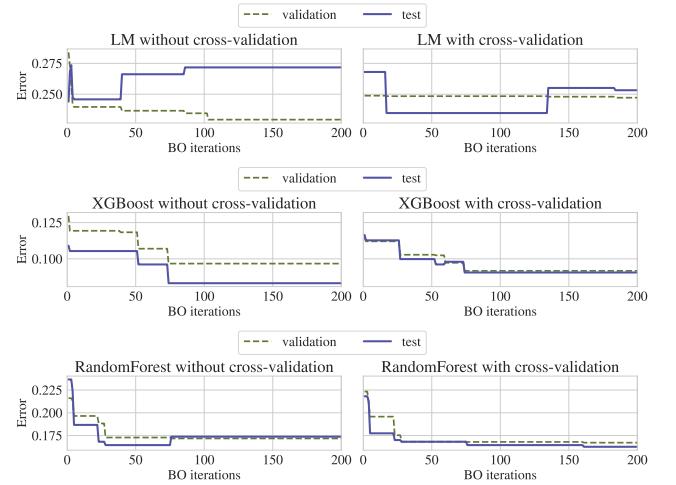 validation test
LM without cross-validation LM with cross-validation
0.275
0.250
Error
0 50 100 150 200 0 50 100 150 200
BO iterations BO iterations
validation test
XGBoost without cross-validation XGBoost with cross-validation
0.125
0.100
Error
0 50 100 150 200 0 50 100 150 200
BO iterations BO iterations
validation test
RandomForest without cross-validation RandomForest with cross-validation
0.225
0.200
0.175
Error
0 50 100 150 200 0 50 100 150 200
BO iterations BO iterations